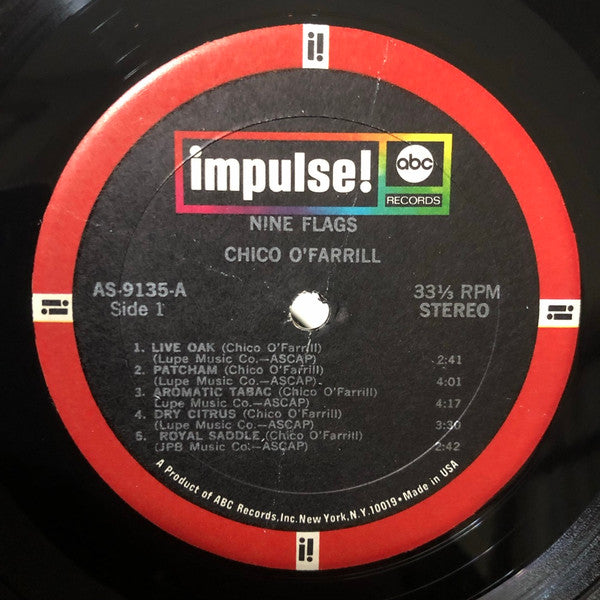 i!
impulse!
abc
RECORDS
NINE FLAGS
CHICO O'FARRILL
AS-9135-A
Side 1
33⅓ RPM
STEREO
i!
i!
1. LIVE OAK (Chico O'Farrill)
(Lupe Music Co.—ASCAP) 2:41
2. PATCHAM (Chico O'Farrill)
(Lupe Music Co.—ASCAP) 4:01
3. AROMATIC TABAC (Chico O'Farrill)
Lupe Music Co.—ASCAP) 4:17
4. DRY CITRUS (Chico O'Farrill)
(Lupe Music Co.—ASCAP) 3:30
5. ROYAL SADDLE (Chico O'Farrill)
(JPB Music Co.—ASCAP) 2:42
A Product of ABC Records, Inc. New York, N.Y. 10019 • Made in USA
i!